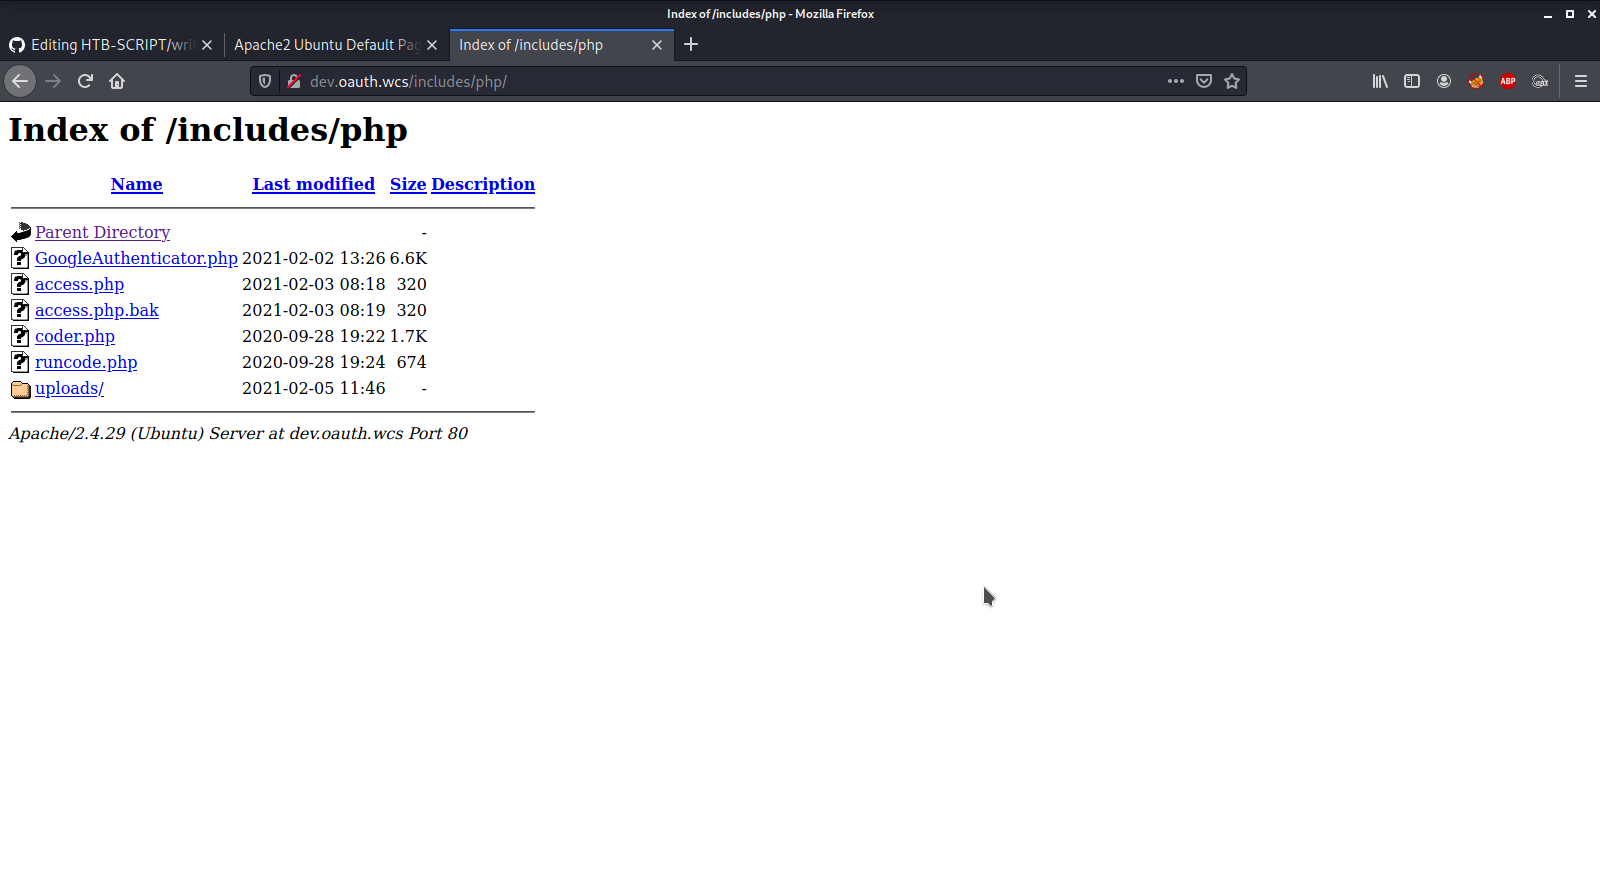 Index of /includes/php - Mozilla Firefox
Editing HTB-SCRIPT/wri
Apache2 Ubuntu Default Pag
Index of /includes/php
dev.oauth.wcs/includes/php/
ABP
Index of /includes/php
Name Last modified Size Description
Parent Directory -
GoogleAuthenticator.php 2021-02-02 13:26 6.6K
access.php 2021-02-03 08:18 320
access.php.bak 2021-02-03 08:19 320
coder.php 2020-09-28 19:22 1.7K
runcode.php 2020-09-28 19:24 674
uploads/ 2021-02-05 11:46 -
Apache/2.4.29 (Ubuntu) Server at dev.oauth.wcs Port 80